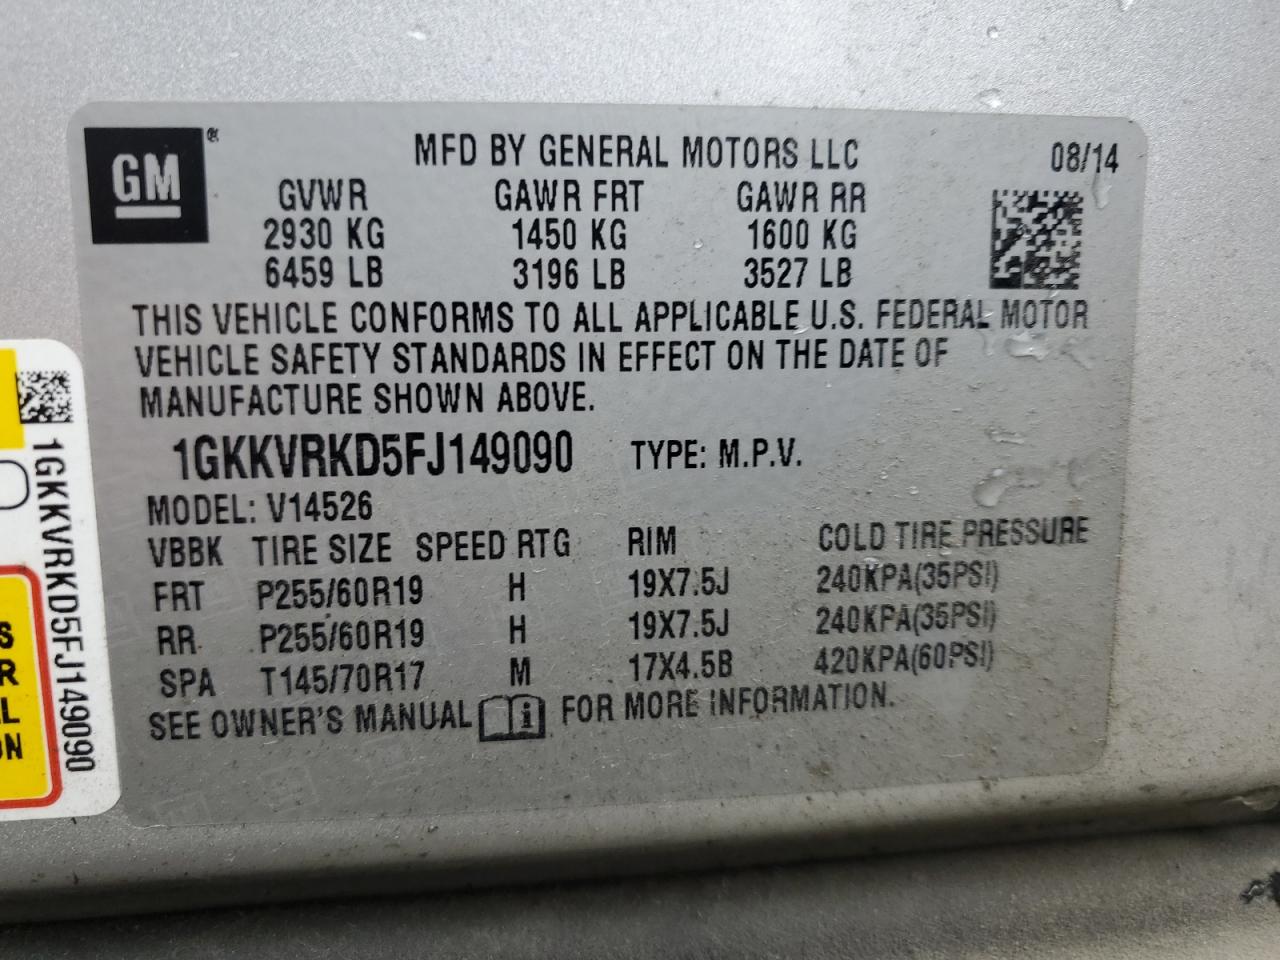 GM®
MFD BY GENERAL MOTORS LLC 08/14
GVWR GAWR FRT GAWR RR
2930 KG 1450 KG 1600 KG
6459 LB 3196 LB 3527 LB
THIS VEHICLE CONFORMS TO ALL APPLICABLE U.S. FEDERAL MOTOR
VEHICLE SAFETY STANDARDS IN EFFECT ON THE DATE OF
MANUFACTURE SHOWN ABOVE.
1GKKVRKD5FJ149090 TYPE: M.P.V.
MODEL: V14526
VBBK TIRE SIZE SPEED RTG RIM COLD TIRE PRESSURE
FRT P255/60R19 H 19X7.5J 240KPA(35PSI)
RR P255/60R19 H 19X7.5J 240KPA(35PSI)
SPA T145/70R17 M 17X4.5B 420KPA(60PSI)
SEE OWNER'S MANUAL i FOR MORE INFORMATION.
1GKKVRKD5FJ149090